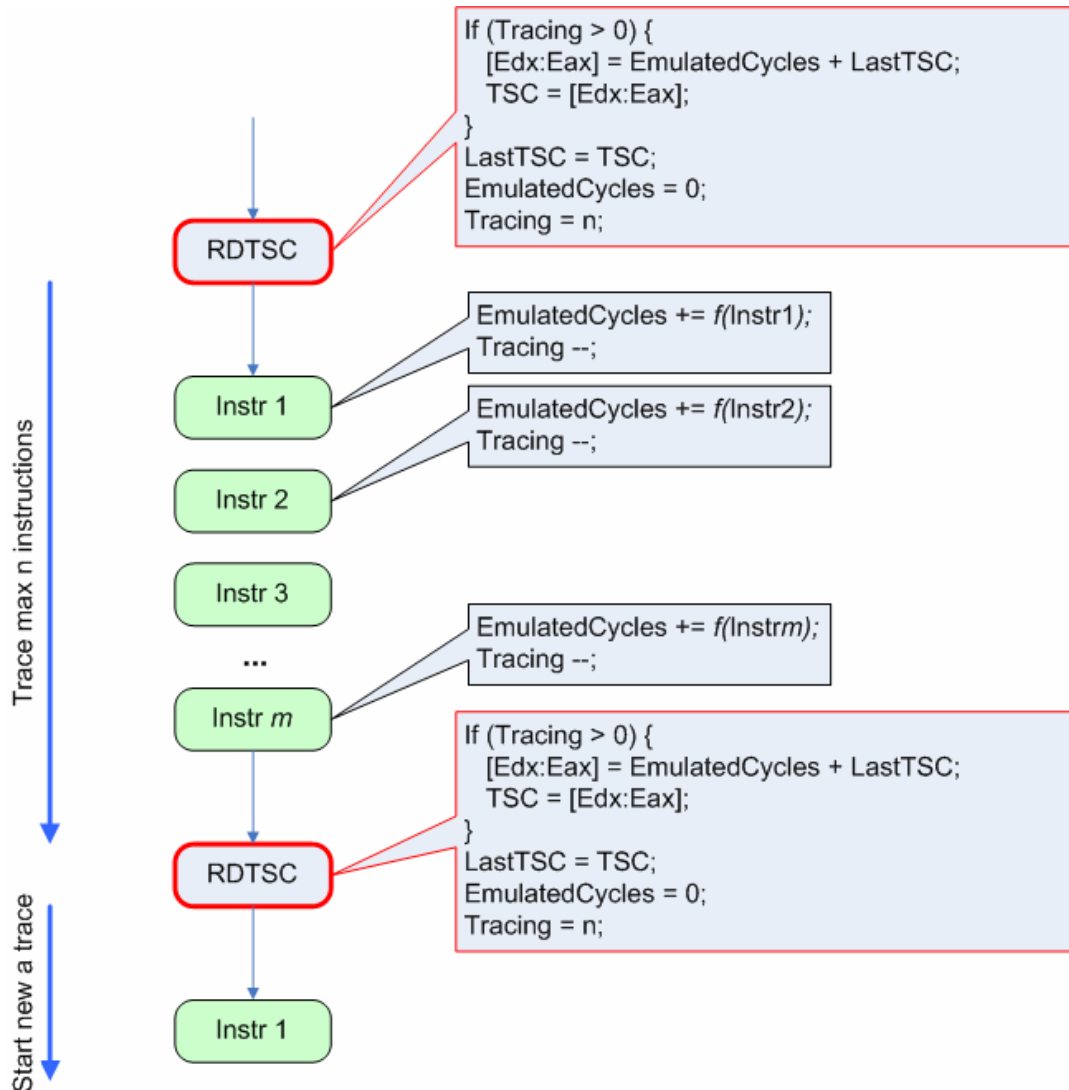 If (Tracing > 0) {
[Edx:Eax] = EmulatedCycles + LastTSC;
TSC = [Edx:Eax];
}
LastTSC = TSC;
EmulatedCycles = 0;
Tracing = n;
RDTSC
EmulatedCycles += f(Instr1);
Tracing --;
Instr 1
EmulatedCycles += f(Instr2);
Tracing --;
Instr 2
Instr 3
...
EmulatedCycles += f(Instrm);
Tracing --;
Instr m
Trace max n instructions
If (Tracing > 0) {
[Edx:Eax] = EmulatedCycles + LastTSC;
TSC = [Edx:Eax];
}
LastTSC = TSC;
EmulatedCycles = 0;
Tracing = n;
RDTSC
Start new a trace
Instr 1